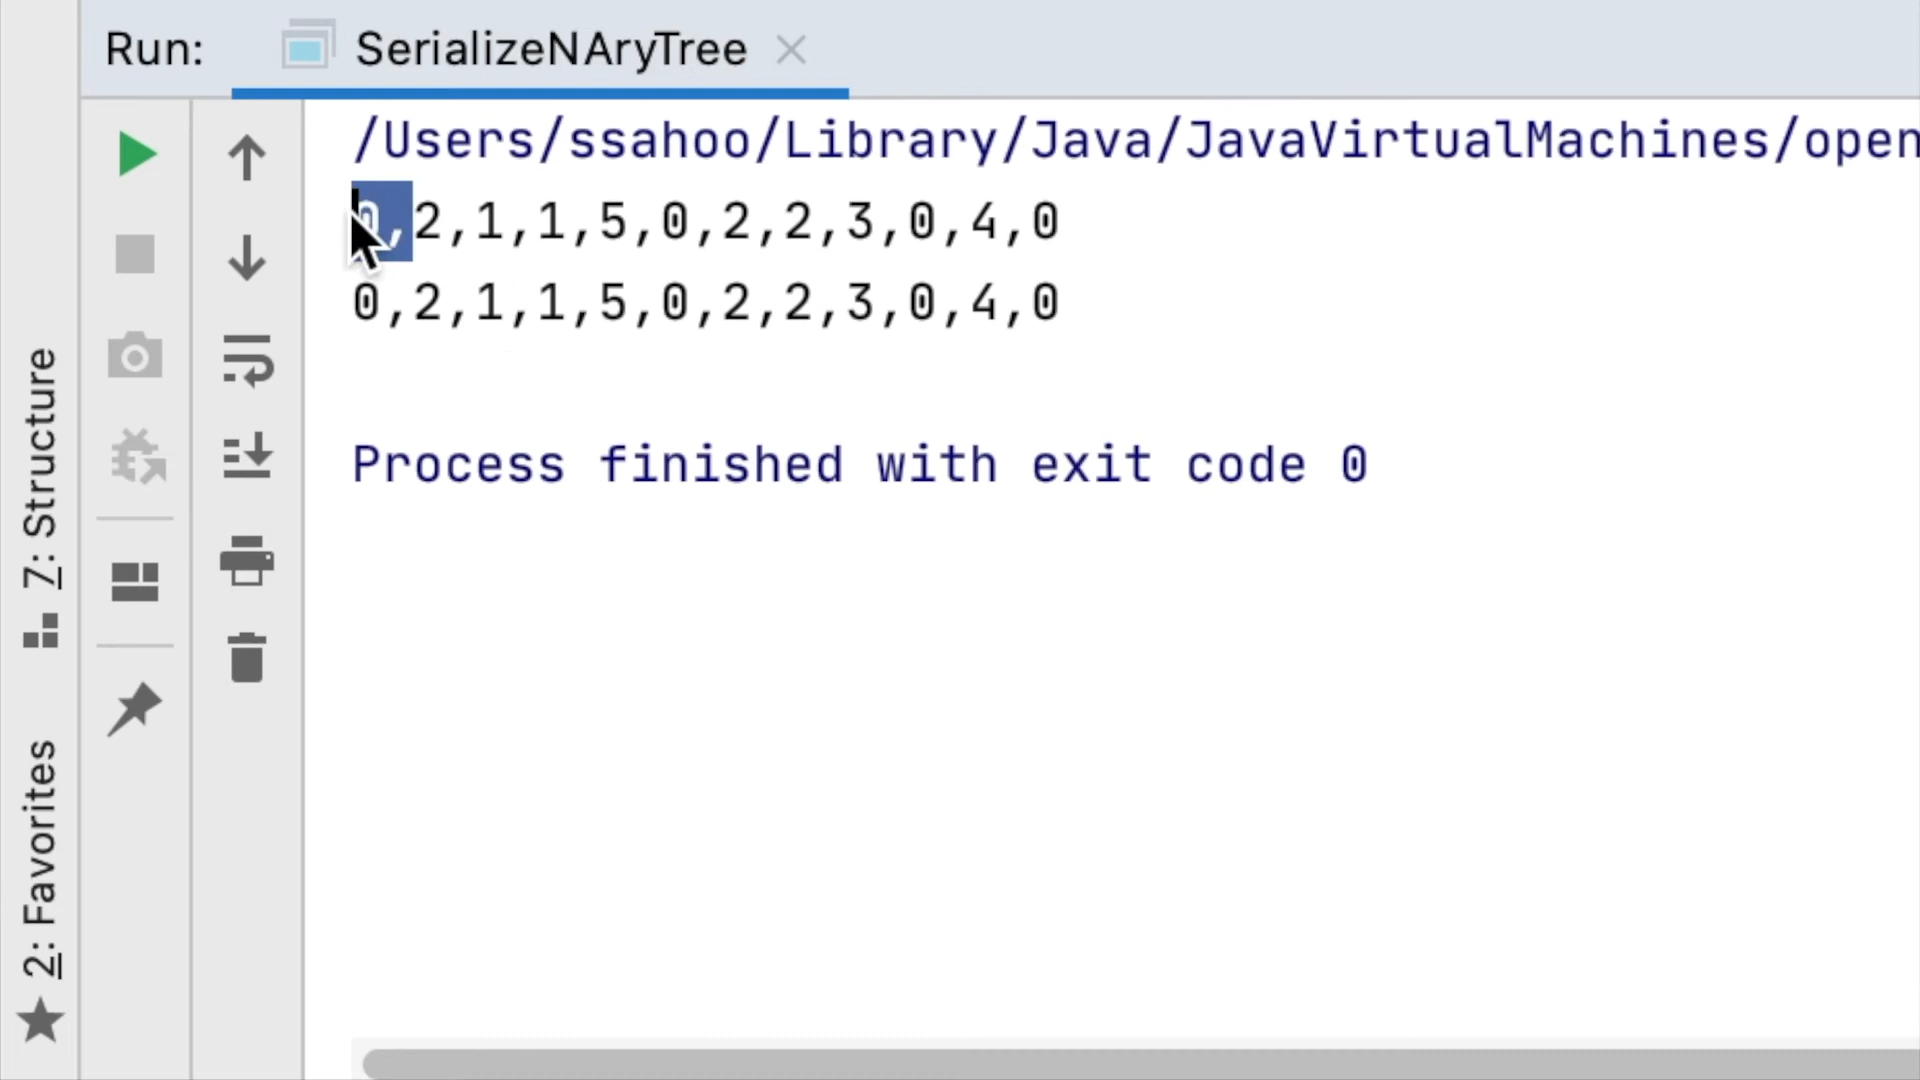 Run: SerializeNAryTree
/Users/ssahoo/Library/Java/JavaVirtualMachines/open
0,2,1,1,5,0,2,2,3,0,4,0
0,2,1,1,5,0,2,2,3,0,4,0
Process finished with exit code 0
7: Structure
2: Favorites